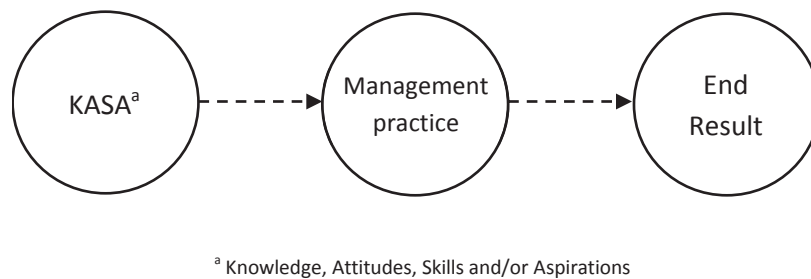 KASAᵃ
Management
practice
End
Result
ᵃ Knowledge, Attitudes, Skills and/or Aspirations